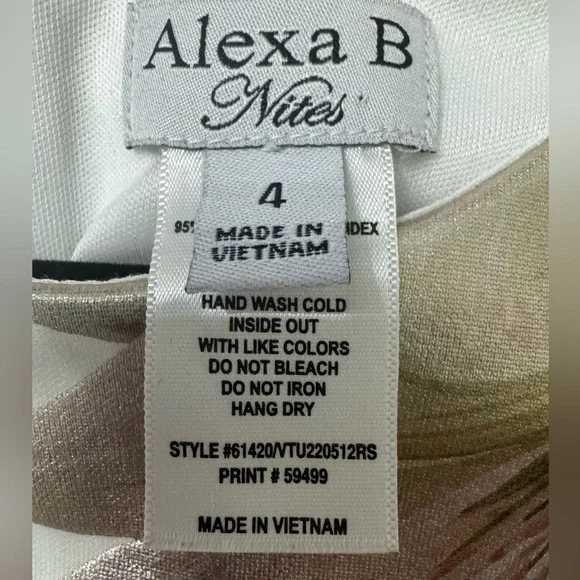 Alexa B
Nites
4
MADE IN
VIETNAM
95
HAND WASH COLD
INSIDE OUT
WITH LIKE COLORS
DO NOT BLEACH
DO NOT IRON
HANG DRY
STYLE #61420/VTU220512RS
PRINT # 59499
MADE IN VIETNAM